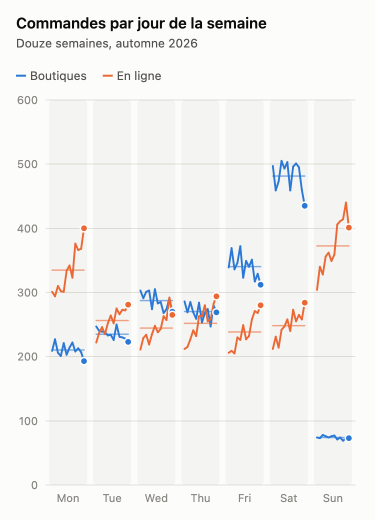 Commandes par jour de la semaine
Douze semaines, automne 2026
Boutiques En ligne
600
500
400
300
200
100
0
Mon Tue Wed Thu Fri Sat Sun